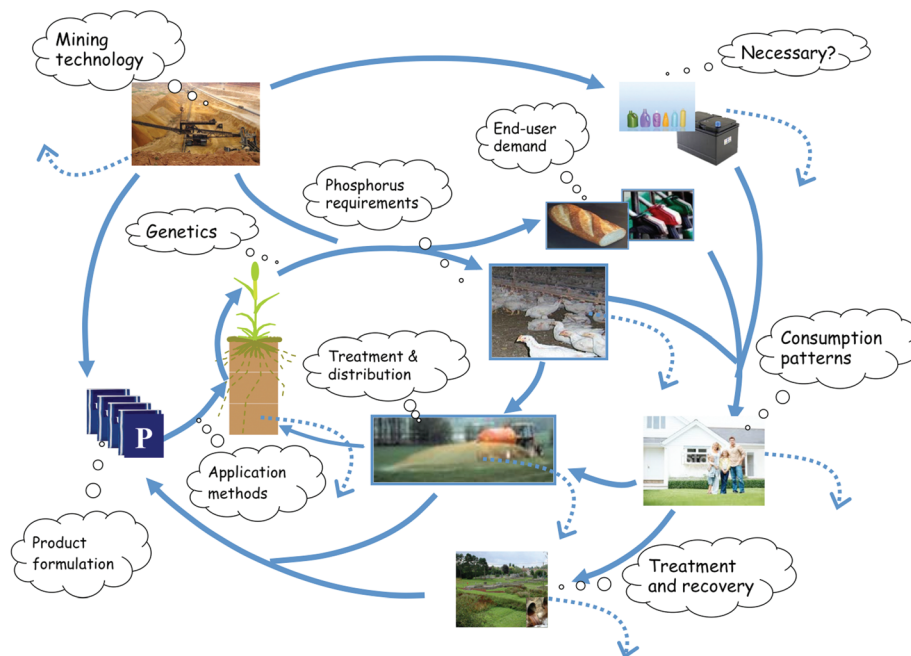 Mining
technology
Necessary?
End-user
demand
Phosphorus
requirements
Genetics
Treatment &
distribution
Consumption
patterns
P
Application
methods
Product
formulation
Treatment
and recovery